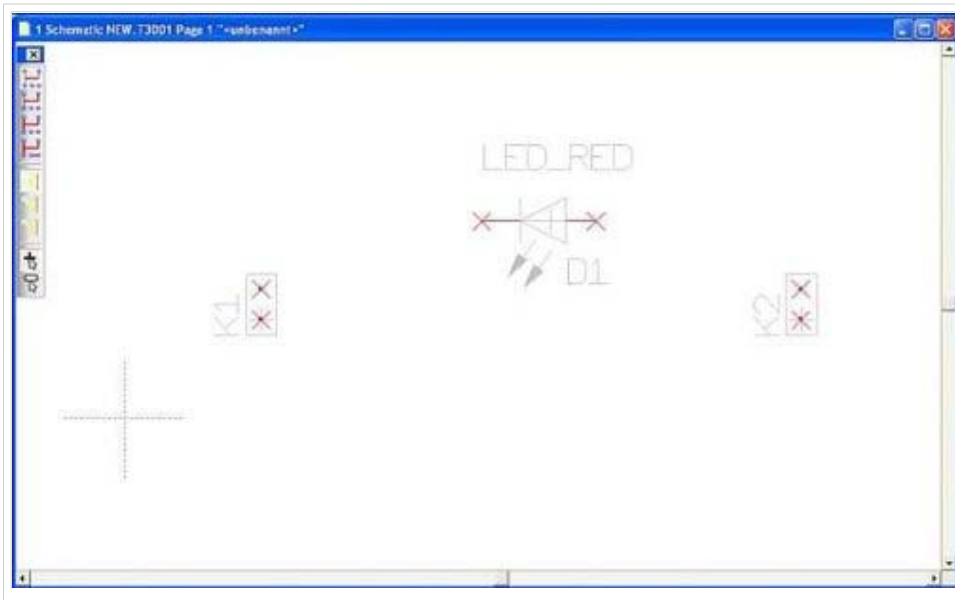 1 Schematic NEW.T3001 Page 1 "<unbenannt>"
LED_RED
D1
K1
K2